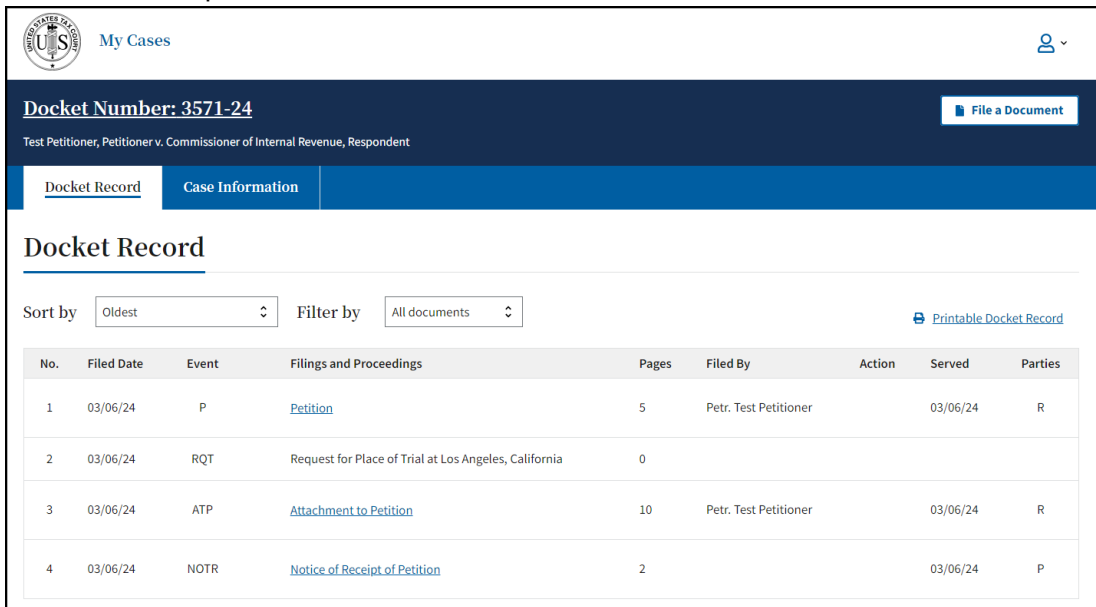 UNITED STATES TAX COURT
US
My Cases
Docket Number: 3571-24
File a Document
Test Petitioner, Petitioner v. Commissioner of Internal Revenue, Respondent
Docket Record Case Information
Docket Record
Sort by Oldest Filter by All documents
Printable Docket Record
No. Filed Date Event Filings and Proceedings Pages Filed By Action Served Parties
1 03/06/24 P Petition 5 Petr. Test Petitioner 03/06/24 R
2 03/06/24 RQT Request for Place of Trial at Los Angeles, California 0
3 03/06/24 ATP Attachment to Petition 10 Petr. Test Petitioner 03/06/24 R
4 03/06/24 NOTR Notice of Receipt of Petition 2 03/06/24 P